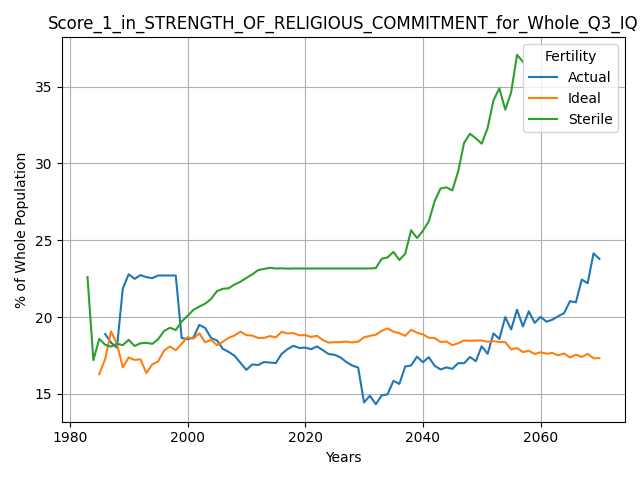 Score_1_in_STRENGTH_OF_RELIGIOUS_COMMITMENT_for_Whole_Q3_IQ
% of Whole Population
35
30
25
20
15
Fertility
Actual
Ideal
Sterile
1980 2000 2020 2040 2060
Years